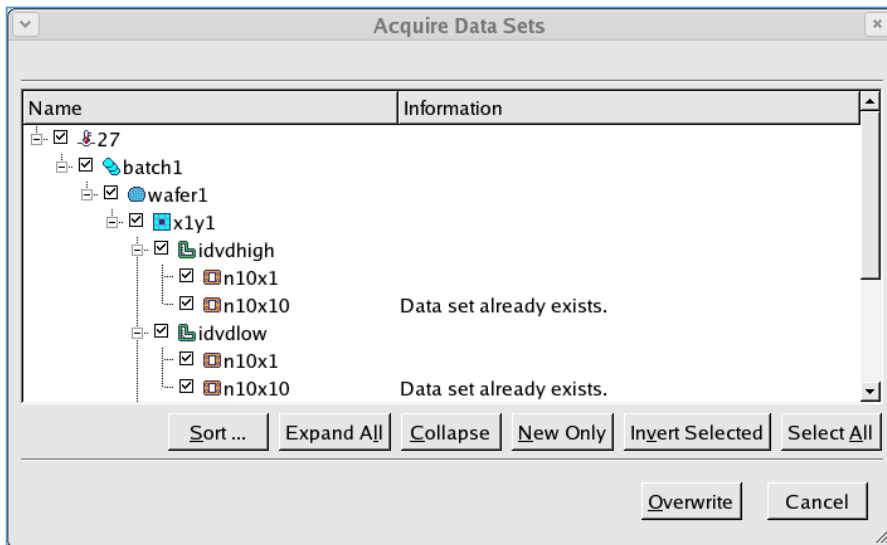 Acquire Data Sets
Name Information
27
batch1
wafer1
x1y1
idvdhigh
n10x1
n10x10 Data set already exists.
idvdlow
n10x1
n10x10 Data set already exists.
Sort ... Expand All Collapse New Only Invert Selected Select All
Overwrite Cancel